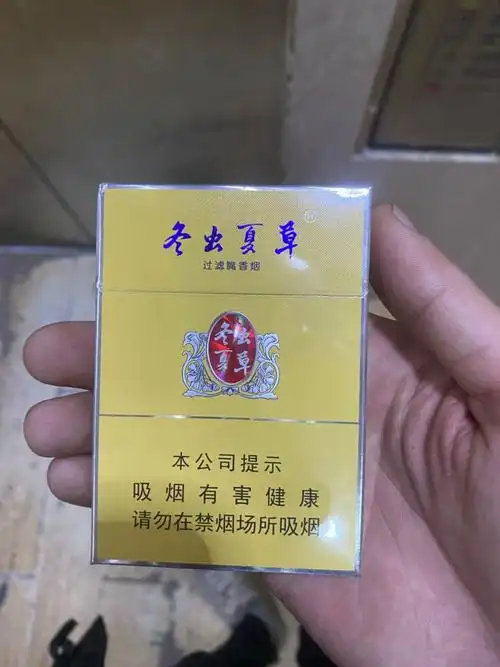 冬虫夏草®
过滤嘴香烟
冬虫
夏草
本公司提示
吸烟有害健康
请勿在禁烟场所吸烟